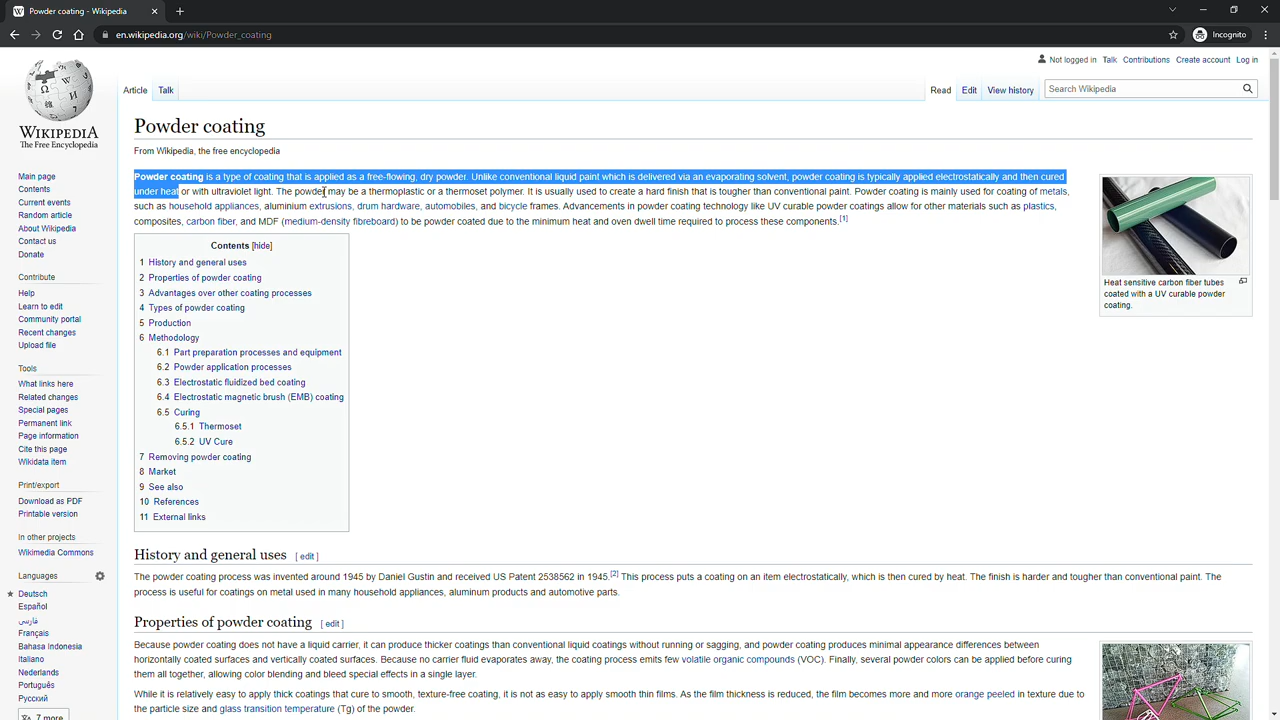 Powder coating - Wikipedia
en.wikipedia.org/wiki/Powder_coating
Incognito
Not logged in Talk Contributions Create account Log in
Article Talk
Read Edit View history
Search Wikipedia
WIKIPEDIA
The Free Encyclopedia
Main page
Contents
Current events
Random article
About Wikipedia
Contact us
Donate
Contribute
Help
Learn to edit
Community portal
Recent changes
Upload file
Tools
What links here
Related changes
Special pages
Permanent link
Page information
Cite this page
Wikidata item
Print/export
Download as PDF
Printable version
In other projects
Wikimedia Commons
Languages
Deutsch
Español
فارسی
Français
Bahasa Indonesia
Italiano
Nederlands
Português
Русский
7 more
Powder coating
From Wikipedia, the free encyclopedia
Powder coating is a type of coating that is applied as a free-flowing, dry powder. Unlike conventional liquid paint which is delivered via an evaporating solvent, powder coating is typically applied electrostatically and then cured
under heat or with ultraviolet light. The powder may be a thermoplastic or a thermoset polymer. It is usually used to create a hard finish that is tougher than conventional paint. Powder coating is mainly used for coating of metals,
such as household appliances, aluminium extrusions, drum hardware, automobiles, and bicycle frames. Advancements in powder coating technology like UV curable powder coatings allow for other materials such as plastics,
composites, carbon fiber, and MDF (medium-density fibreboard) to be powder coated due to the minimum heat and oven dwell time required to process these components.[1]
Heat sensitive carbon fiber tubes
coated with a UV curable powder
coating.
Contents [hide]
1 History and general uses
2 Properties of powder coating
3 Advantages over other coating processes
4 Types of powder coating
5 Production
6 Methodology
6.1 Part preparation processes and equipment
6.2 Powder application processes
6.3 Electrostatic fluidized bed coating
6.4 Electrostatic magnetic brush (EMB) coating
6.5 Curing
6.5.1 Thermoset
6.5.2 UV Cure
7 Removing powder coating
8 Market
9 See also
10 References
11 External links
History and general uses [ edit ]
The powder coating process was invented around 1945 by Daniel Gustin and received US Patent 2538562 in 1945.[2] This process puts a coating on an item electrostatically, which is then cured by heat. The finish is harder and tougher than conventional paint. The
process is useful for coatings on metal used in many household appliances, aluminum products and automotive parts.
Properties of powder coating [ edit ]
Because powder coating does not have a liquid carrier, it can produce thicker coatings than conventional liquid coatings without running or sagging, and powder coating produces minimal appearance differences between
horizontally coated surfaces and vertically coated surfaces. Because no carrier fluid evaporates away, the coating process emits few volatile organic compounds (VOC). Finally, several powder colors can be applied before curing
them all together, allowing color blending and bleed special effects in a single layer.
While it is relatively easy to apply thick coatings that cure to smooth, texture-free coating, it is not as easy to apply smooth thin films. As the film thickness is reduced, the film becomes more and more orange peeled in texture due to
the particle size and glass transition temperature (Tg) of the powder.